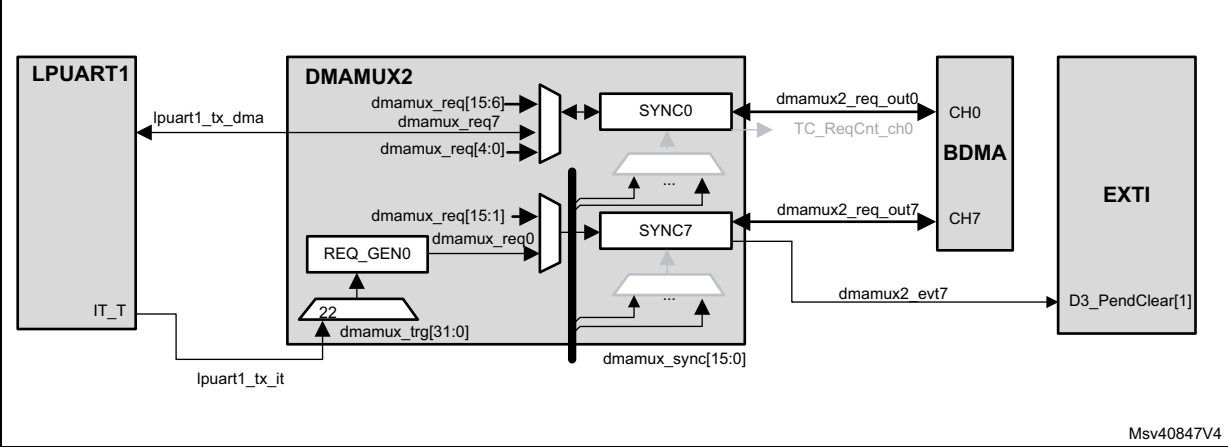 LPUART1
DMAMUX2
dmamux_req[15:6]
dmamux_req7
dmamux_req[4:0]
lpuart1_tx_dma
SYNC0
dmamux2_req_out0
TC_ReqCnt_ch0
CH0
BDMA
EXTI
...
dmamux_req[15:1]
dmamux_req0
REQ_GEN0
SYNC7
dmamux2_req_out7
CH7
...
dmamux2_evt7
D3_PendClear[1]
IT_T
22
dmamux_trg[31:0]
dmamux_sync[15:0]
lpuart1_tx_it
Msv40847V4